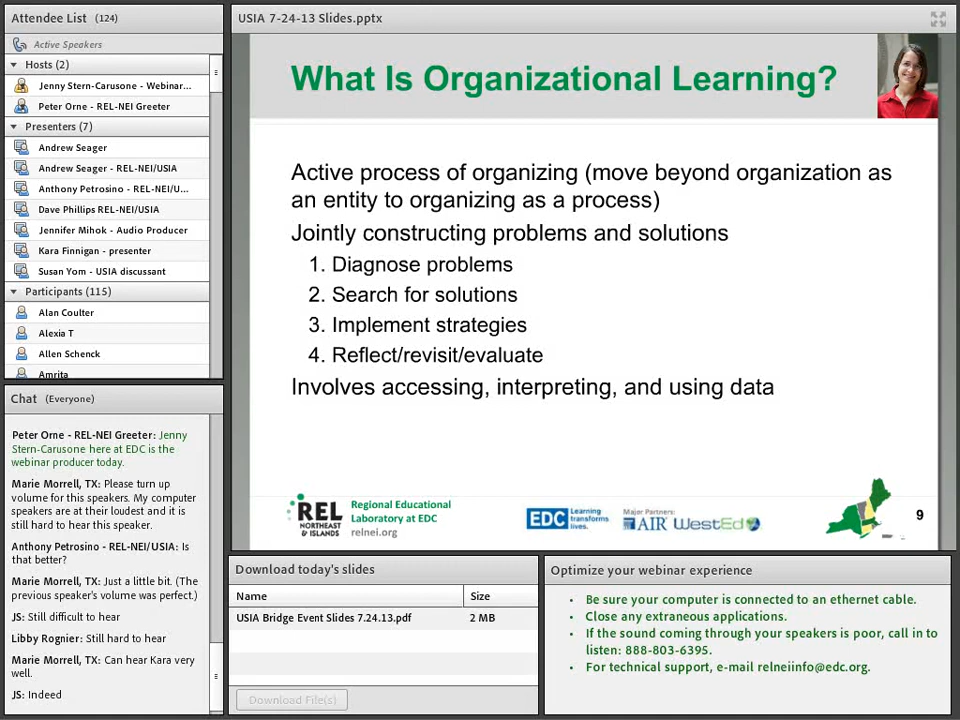 Attendee List (124)
Active Speakers
Hosts (2)
Jenny Stern-Carusone - Webinar...
Peter Orne - REL-NEI Greeter
Presenters (7)
Andrew Seager
Andrew Seager - REL-NEI/USIA
Anthony Petrosino - REL-NEI/U...
Dave Phillips REL-NEI/USIA
Jennifer Mihok - Audio Producer
Kara Finnigan - presenter
Susan Yom - USIA discussant
Participants (115)
Alan Coulter
Alexia T
Allen Schenck
Amrita
Chat (Everyone)
Peter Orne - REL-NEI Greeter: Jenny
Stern-Carusone here at EDC is the
webinar producer today.
Marie Morrell, TX: Please turn up
volume for this speakers. My computer
speakers are at their loudest and it is
still hard to hear this speaker.
Anthony Petrosino - REL-NEI/USIA: Is
that better?
Marie Morrell, TX: Just a little bit. (The
previous speaker's volume was perfect.)
JS: Still difficult to hear
Libby Rognier: Still hard to hear
Marie Morrell, TX: Can hear Kara very
well.
JS: Indeed
USIA 7-24-13 Slides.pptx
What Is Organizational Learning?
Active process of organizing (move beyond organization as
an entity to organizing as a process)
Jointly constructing problems and solutions
1. Diagnose problems
2. Search for solutions
3. Implement strategies
4. Reflect/revisit/evaluate
Involves accessing, interpreting, and using data
REL
NORTHEAST
& ISLANDS
Regional Educational
Laboratory at EDC
relnei.org
EDC Learning
transforms
lives.
Major Partners:
AIR WestEd
9
Download today's slides
Name Size
USIA Bridge Event Slides 7.24.13.pdf 2 MB
Download File(s)
Optimize your webinar experience
• Be sure your computer is connected to an ethernet cable.
• Close any extraneous applications.
• If the sound coming through your speakers is poor, call in to
listen: 888-803-6395.
• For technical support, e-mail relneiinfo@edc.org.